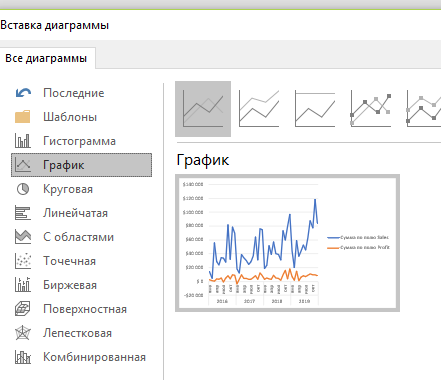 Вставка диаграммы
Все диаграммы
Последние
Шаблоны
Гистограмма
График
Круговая
Линейчатая
С областями
Точечная
Биржевая
Поверхностная
Лепестковая
Комбинированная
График
$140 000
$120 000
$100 000
$80 000
$60 000
$40 000
$20 000
$ 0
-$20 000
2016
2017
2018
2019
Сумма по полю Sales
Сумма по полю Profit